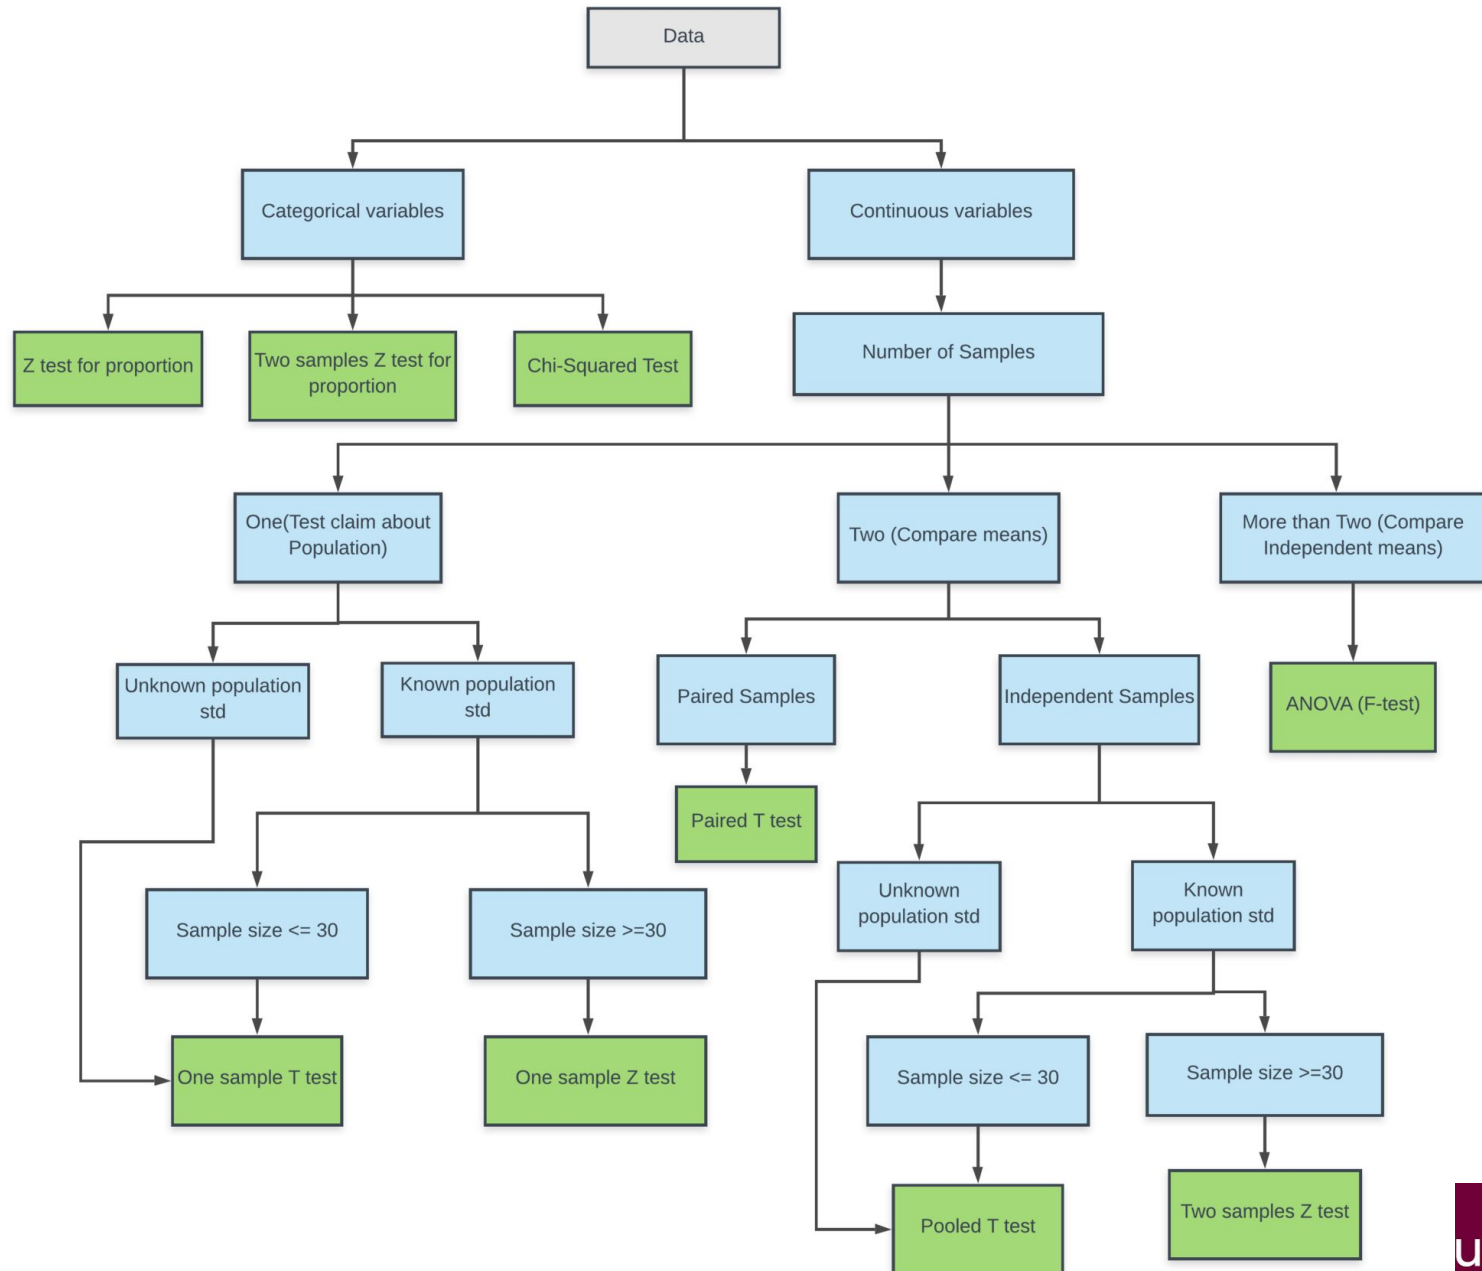 Data
Categorical variables
Continuous variables
Z test for proportion
Two samples Z test for
proportion
Chi-Squared Test
Number of Samples
One(Test claim about
Population)
Two (Compare means)
More than Two (Compare
Independent means)
Unknown population
std
Known population
std
Paired Samples
Independent Samples
ANOVA (F-test)
Paired T test
Sample size <= 30
Sample size >=30
Unknown
population std
Known
population std
One sample T test
One sample Z test
Sample size <= 30
Sample size >=30
Pooled T test
Two samples Z test
u